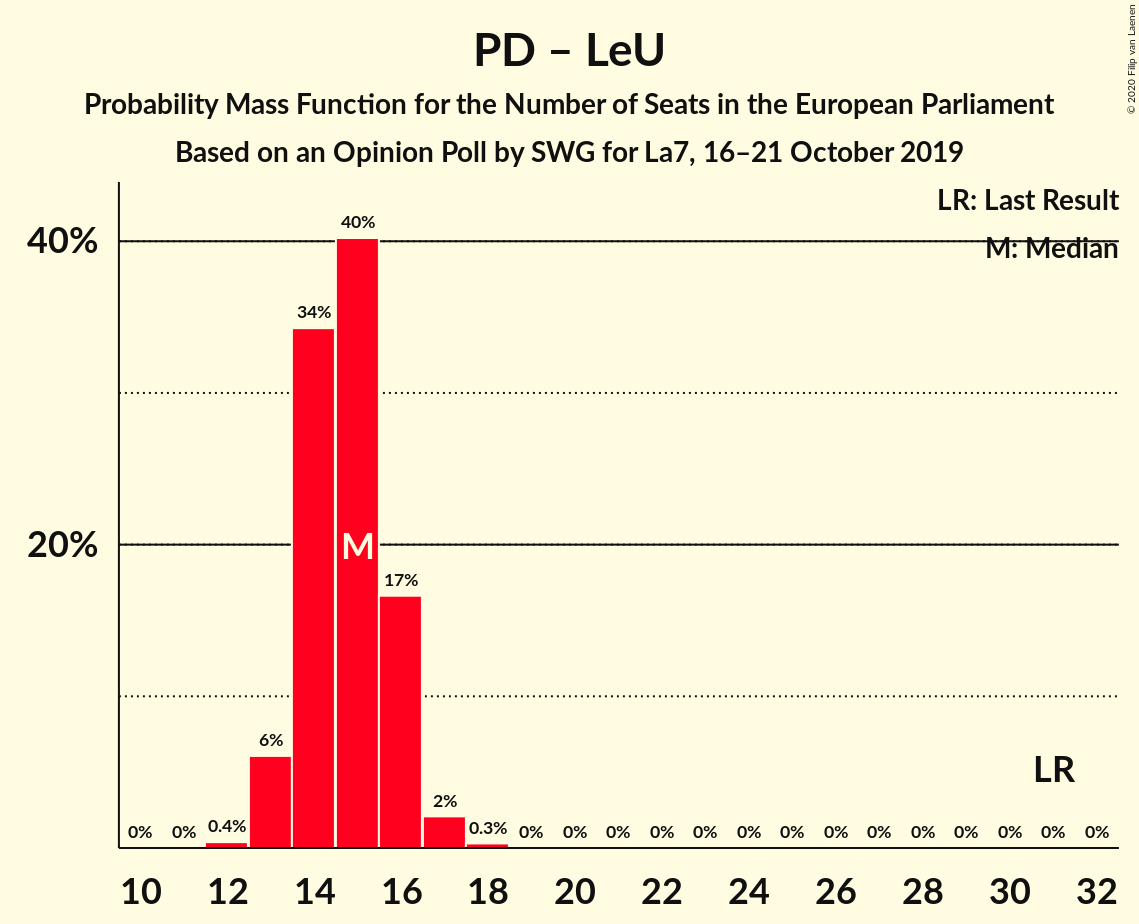 PD – LeU
Probability Mass Function for the Number of Seats in the European Parliament
Based on an Opinion Poll by SWG for La7, 16–21 October 2019
© 2020 Filip van Laenen
LR: Last Result
M: Median
40%
20%
0% 0% 0.4% 6% 34% 40% 17% 2% 0.3% 0% 0% 0% 0% 0% 0% 0% 0% 0% 0% 0% 0% 0% 0%
M
LR
10 12 14 16 18 20 22 24 26 28 30 32